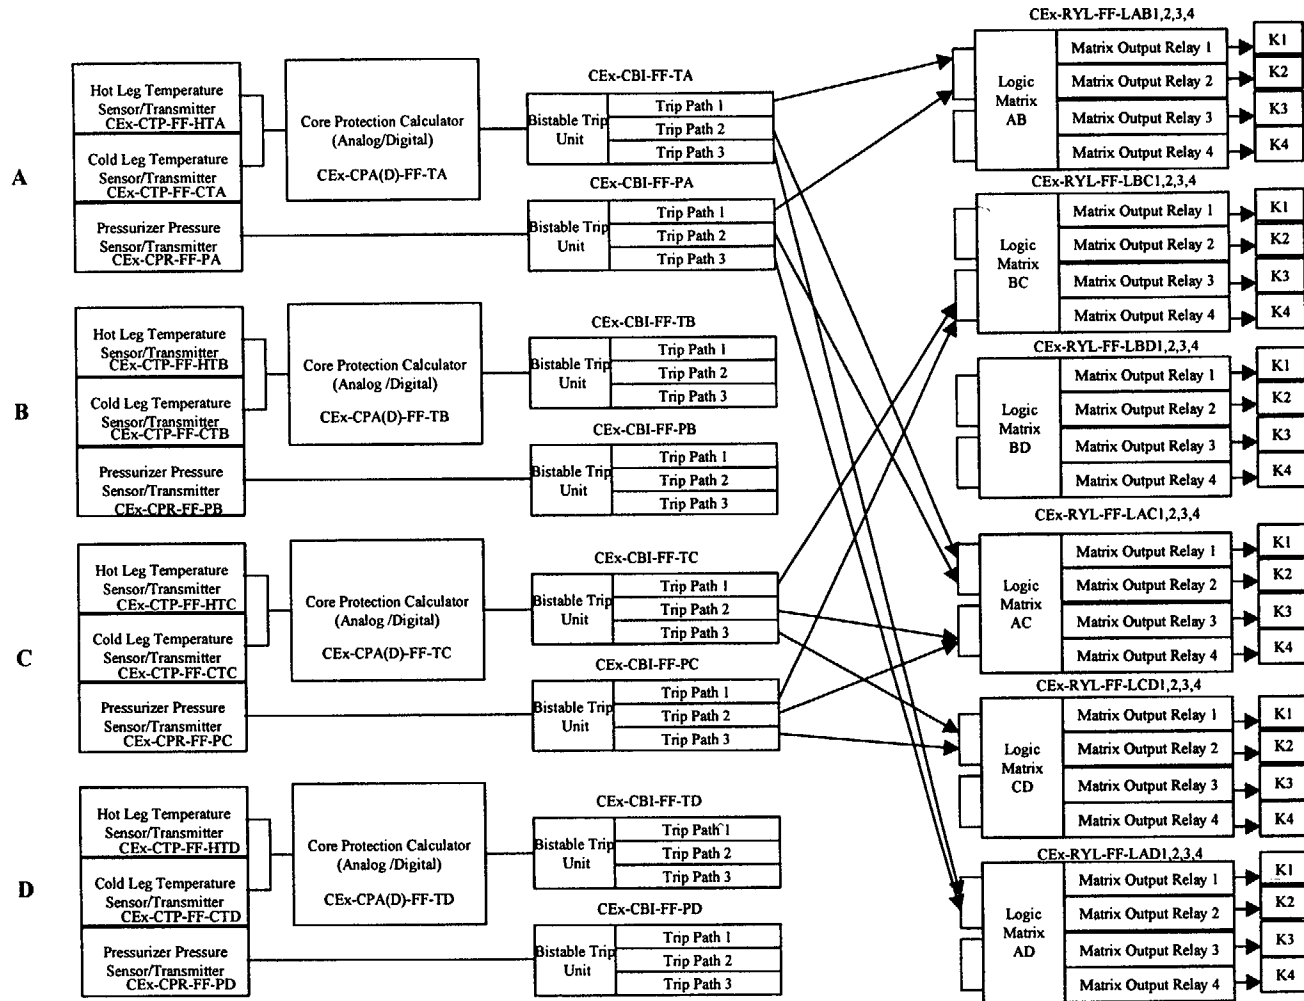 A
Hot Leg Temperature
Sensor/Transmitter
CEx-CTP-FF-HTA
Cold Leg Temperature
Sensor/Transmitter
CEx-CTP-FF-CTA
Pressurizer Pressure
Sensor/Transmitter
CEx-CPR-FF-PA
Core Protection Calculator
(Analog/Digital)
CEx-CPA(D)-FF-TA
CEx-CBI-FF-TA
Bistable Trip
Unit
Trip Path 1
Trip Path 2
Trip Path 3
CEx-CBI-FF-PA
Bistable Trip
Unit
Trip Path 1
Trip Path 2
Trip Path 3
B
Hot Leg Temperature
Sensor/Transmitter
CEx-CTP-FF-HTB
Cold Leg Temperature
Sensor/Transmitter
CEx-CTP-FF-CTB
Pressurizer Pressure
Sensor/Transmitter
CEx-CPR-FF-PB
Core Protection Calculator
(Analog /Digital)
CEx-CPA(D)-FF-TB
CEx-CBI-FF-TB
Bistable Trip
Unit
Trip Path 1
Trip Path 2
Trip Path 3
CEx-CBI-FF-PB
Bistable Trip
Unit
Trip Path 1
Trip Path 2
Trip Path 3
C
Hot Leg Temperature
Sensor/Transmitter
CEx-CTP-FF-HTC
Cold Leg Temperature
Sensor/Transmitter
CEx-CTP-FF-CTC
Pressurizer Pressure
Sensor/Transmitter
CEx-CPR-FF-PC
Core Protection Calculator
(Analog /Digital)
CEx-CPA(D)-FF-TC
CEx-CBI-FF-TC
Bistable Trip
Unit
Trip Path 1
Trip Path 2
Trip Path 3
CEx-CBI-FF-PC
Bistable Trip
Unit
Trip Path 1
Trip Path 2
Trip Path 3
D
Hot Leg Temperature
Sensor/Transmitter
CEx-CTP-FF-HTD
Cold Leg Temperature
Sensor/Transmitter
CEx-CTP-FF-CTD
Pressurizer Pressure
Sensor/Transmitter
CEx-CPR-FF-PD
Core Protection Calculator
(Analog /Digital)
CEx-CPA(D)-FF-TD
CEx-CBI-FF-TD
Bistable Trip
Unit
Trip Path 1
Trip Path 2
Trip Path 3
CEx-CBI-FF-PD
Bistable Trip
Unit
Trip Path 1
Trip Path 2
Trip Path 3
CEx-RYL-FF-LAB1,2,3,4
Logic
Matrix
AB
Matrix Output Relay 1
K1
Matrix Output Relay 2
K2
Matrix Output Relay 3
K3
Matrix Output Relay 4
K4
CEx-RYL-FF-LBC1,2,3,4
Logic
Matrix
BC
Matrix Output Relay 1
K1
Matrix Output Relay 2
K2
Matrix Output Relay 3
K3
Matrix Output Relay 4
K4
CEx-RYL-FF-LBD1,2,3,4
Logic
Matrix
BD
Matrix Output Relay 1
K1
Matrix Output Relay 2
K2
Matrix Output Relay 3
K3
Matrix Output Relay 4
K4
CEx-RYL-FF-LAC1,2,3,4
Logic
Matrix
AC
Matrix Output Relay 1
K1
Matrix Output Relay 2
K2
Matrix Output Relay 3
K3
Matrix Output Relay 4
K4
CEx-RYL-FF-LCD1,2,3,4
Logic
Matrix
CD
Matrix Output Relay 1
K1
Matrix Output Relay 2
K2
Matrix Output Relay 3
K3
Matrix Output Relay 4
K4
CEx-RYL-FF-LAD1,2,3,4
Logic
Matrix
AD
Matrix Output Relay 1
K1
Matrix Output Relay 2
K2
Matrix Output Relay 3
K3
Matrix Output Relay 4
K4